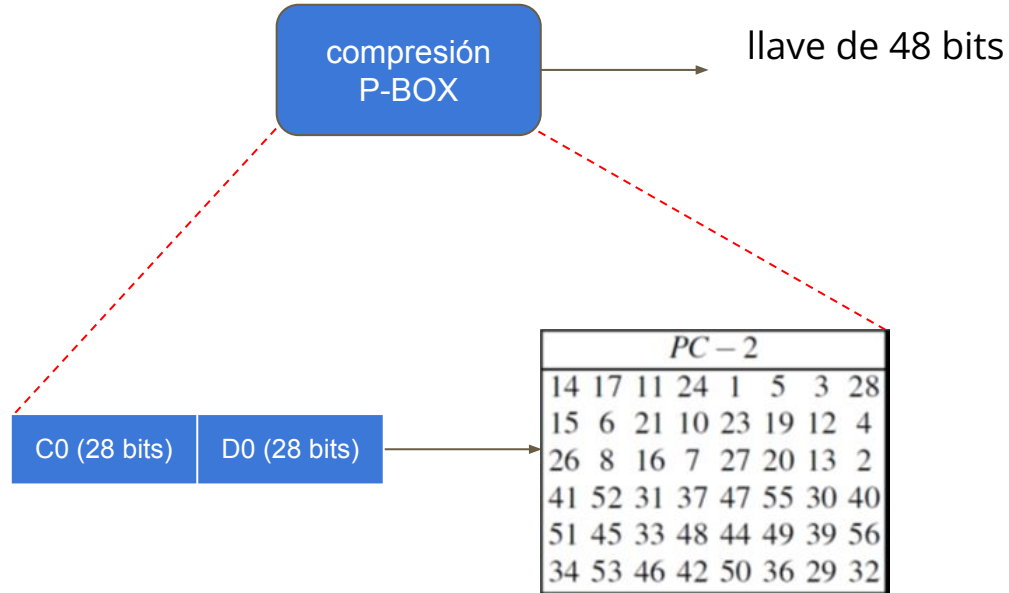 compresión
P-BOX
llave de 48 bits
C0 (28 bits) D0 (28 bits)
PC – 2
14 17 11 24 1 5 3 28
15 6 21 10 23 19 12 4
26 8 16 7 27 20 13 2
41 52 31 37 47 55 30 40
51 45 33 48 44 49 39 56
34 53 46 42 50 36 29 32